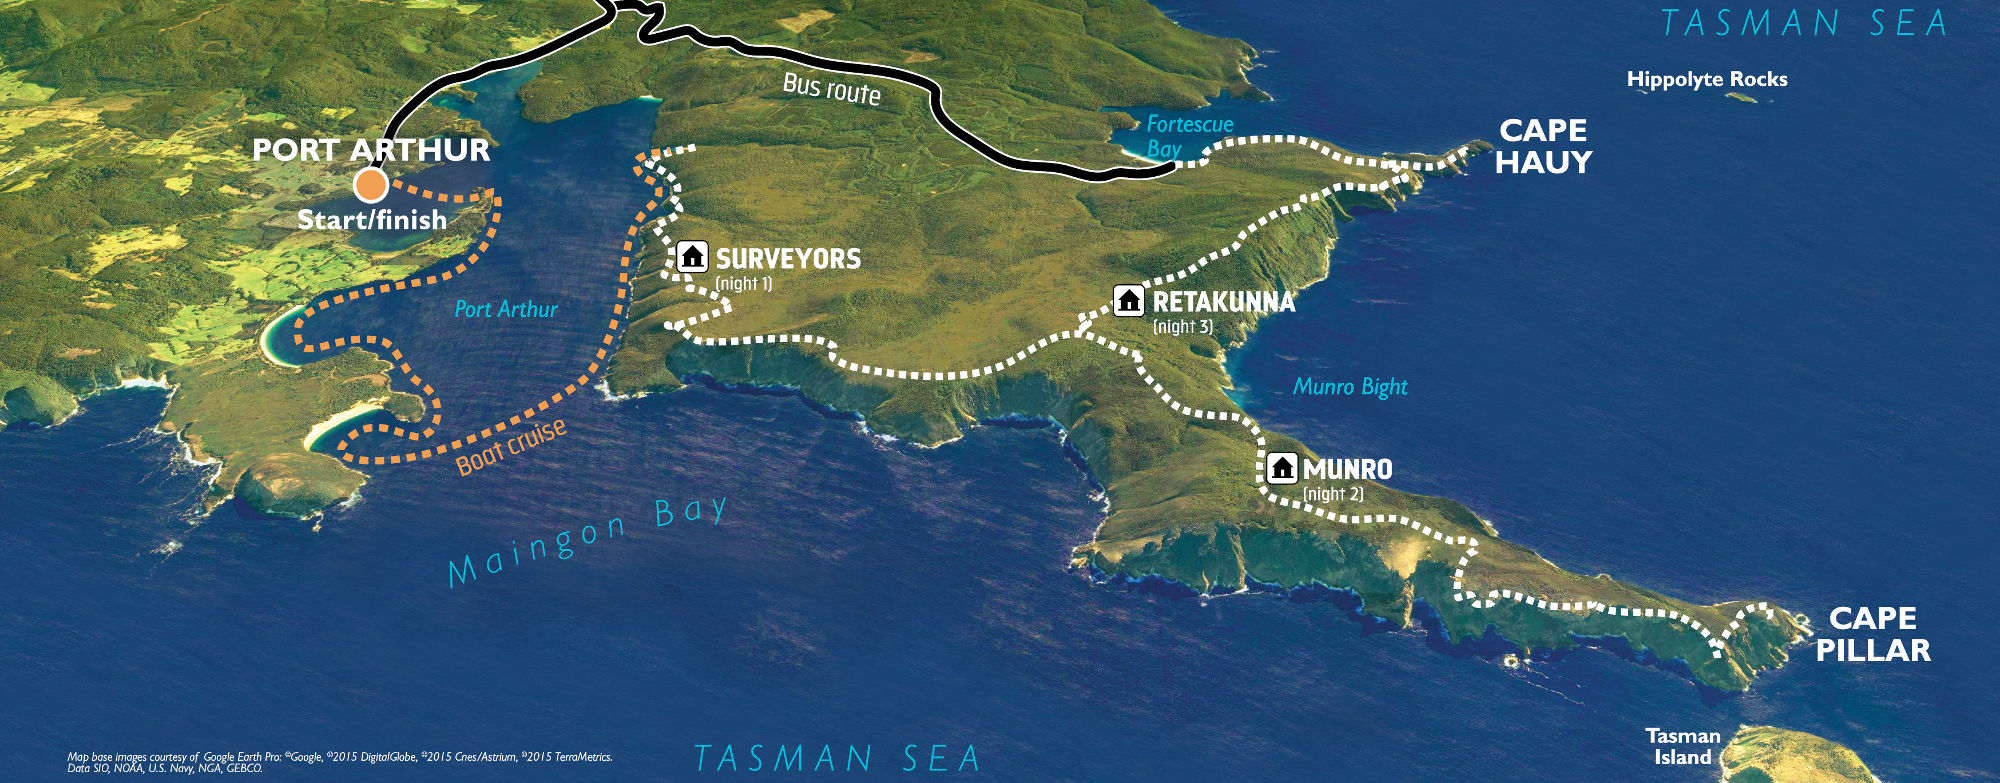 TASMAN SEA
Hippolyte Rocks
Bus route
Fortescue
Bay
CAPE
HAUY
PORT ARTHUR
Start/finish
SURVEYORS
(night 1)
RETAKUNNA
(night 3)
Port Arthur
Munro Bight
Boat cruise
MUNRO
(night 2)
Maingon Bay
CAPE
PILLAR
Tasman
Island
TASMAN SEA
Map base images courtesy of Google Earth Pro: ©Google, ©2015 DigitalGlobe, ©2015 Cnes/Astrium, ©2015 TerraMetrics.
Data SIO, NOAA, U.S. Navy, NGA, GEBCO.